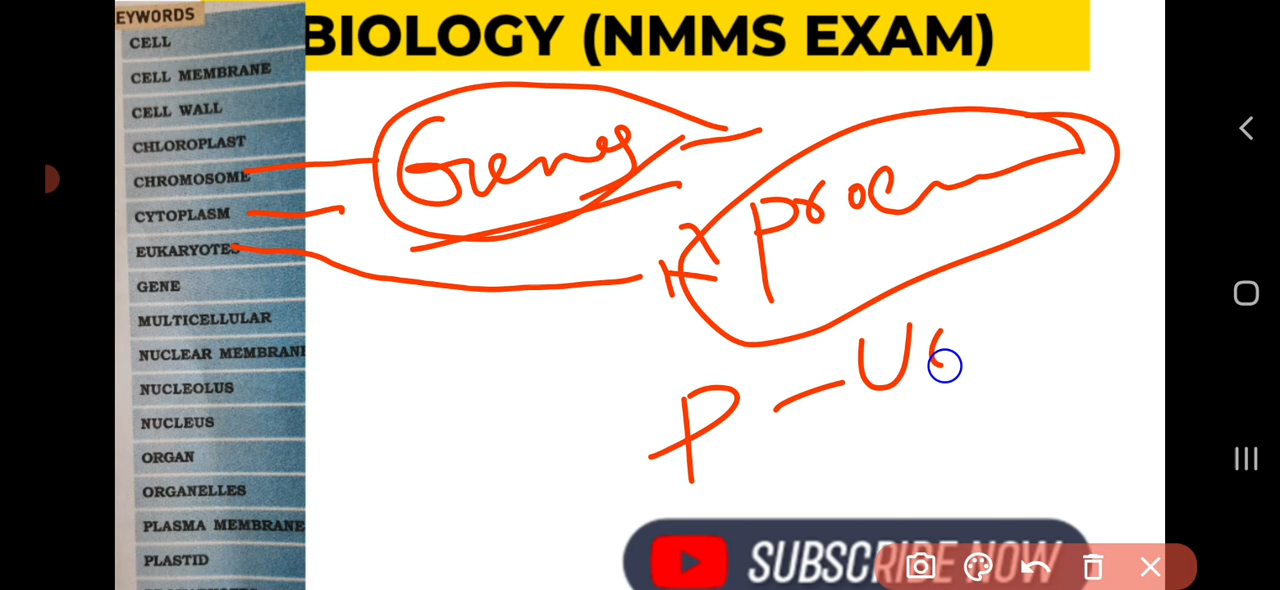 EYWORDS
BIOLOGY (NMMS EXAM)
CELL
CELL MEMBRANE
CELL WALL
CHLOROPLAST
CHROMOSOME
CYTOPLASM
EUKARYOTES
GENE
MULTICELLULAR
NUCLEAR MEMBRANE
NUCLEOLUS
NUCLEUS
ORGAN
ORGANELLES
PLASMA MEMBRANE
PLASTID
Genes
P - U
SUBSCRIBE NOW